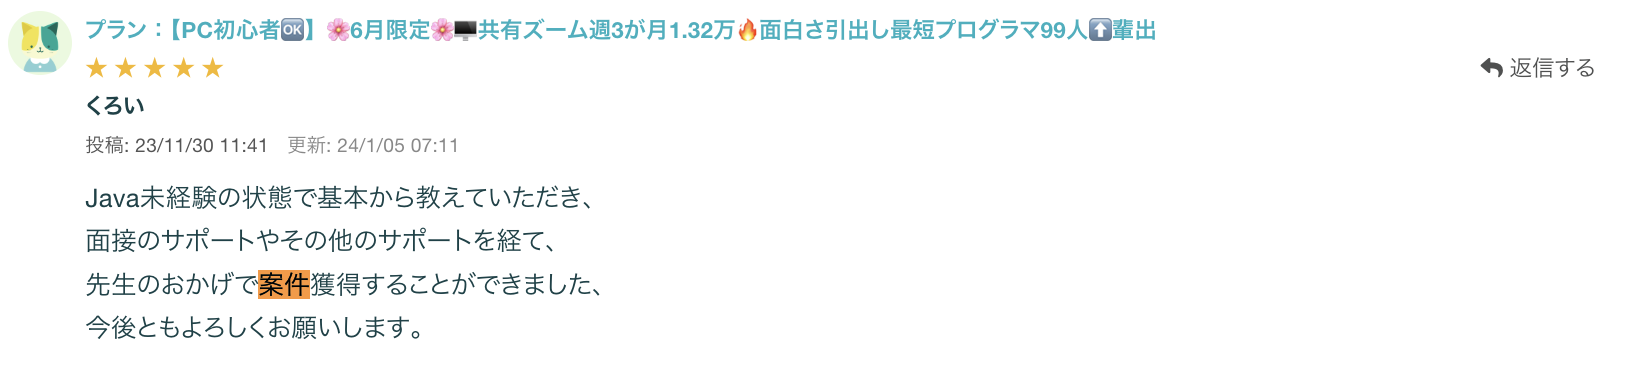 プラン：【PC初心者🆗】🌸6月限定🌸🖥️共有ズーム週3が月1.32万🔥面白さ引出し最短プログラマ99人⬆️輩出
★★★★★
返信する
くろい
投稿: 23/11/30 11:41 更新: 24/1/05 07:11
Java未経験の状態で基本から教えていただき、
面接のサポートやその他のサポートを経て、
先生のおかげで案件獲得することができました、
今後ともよろしくお願いします。